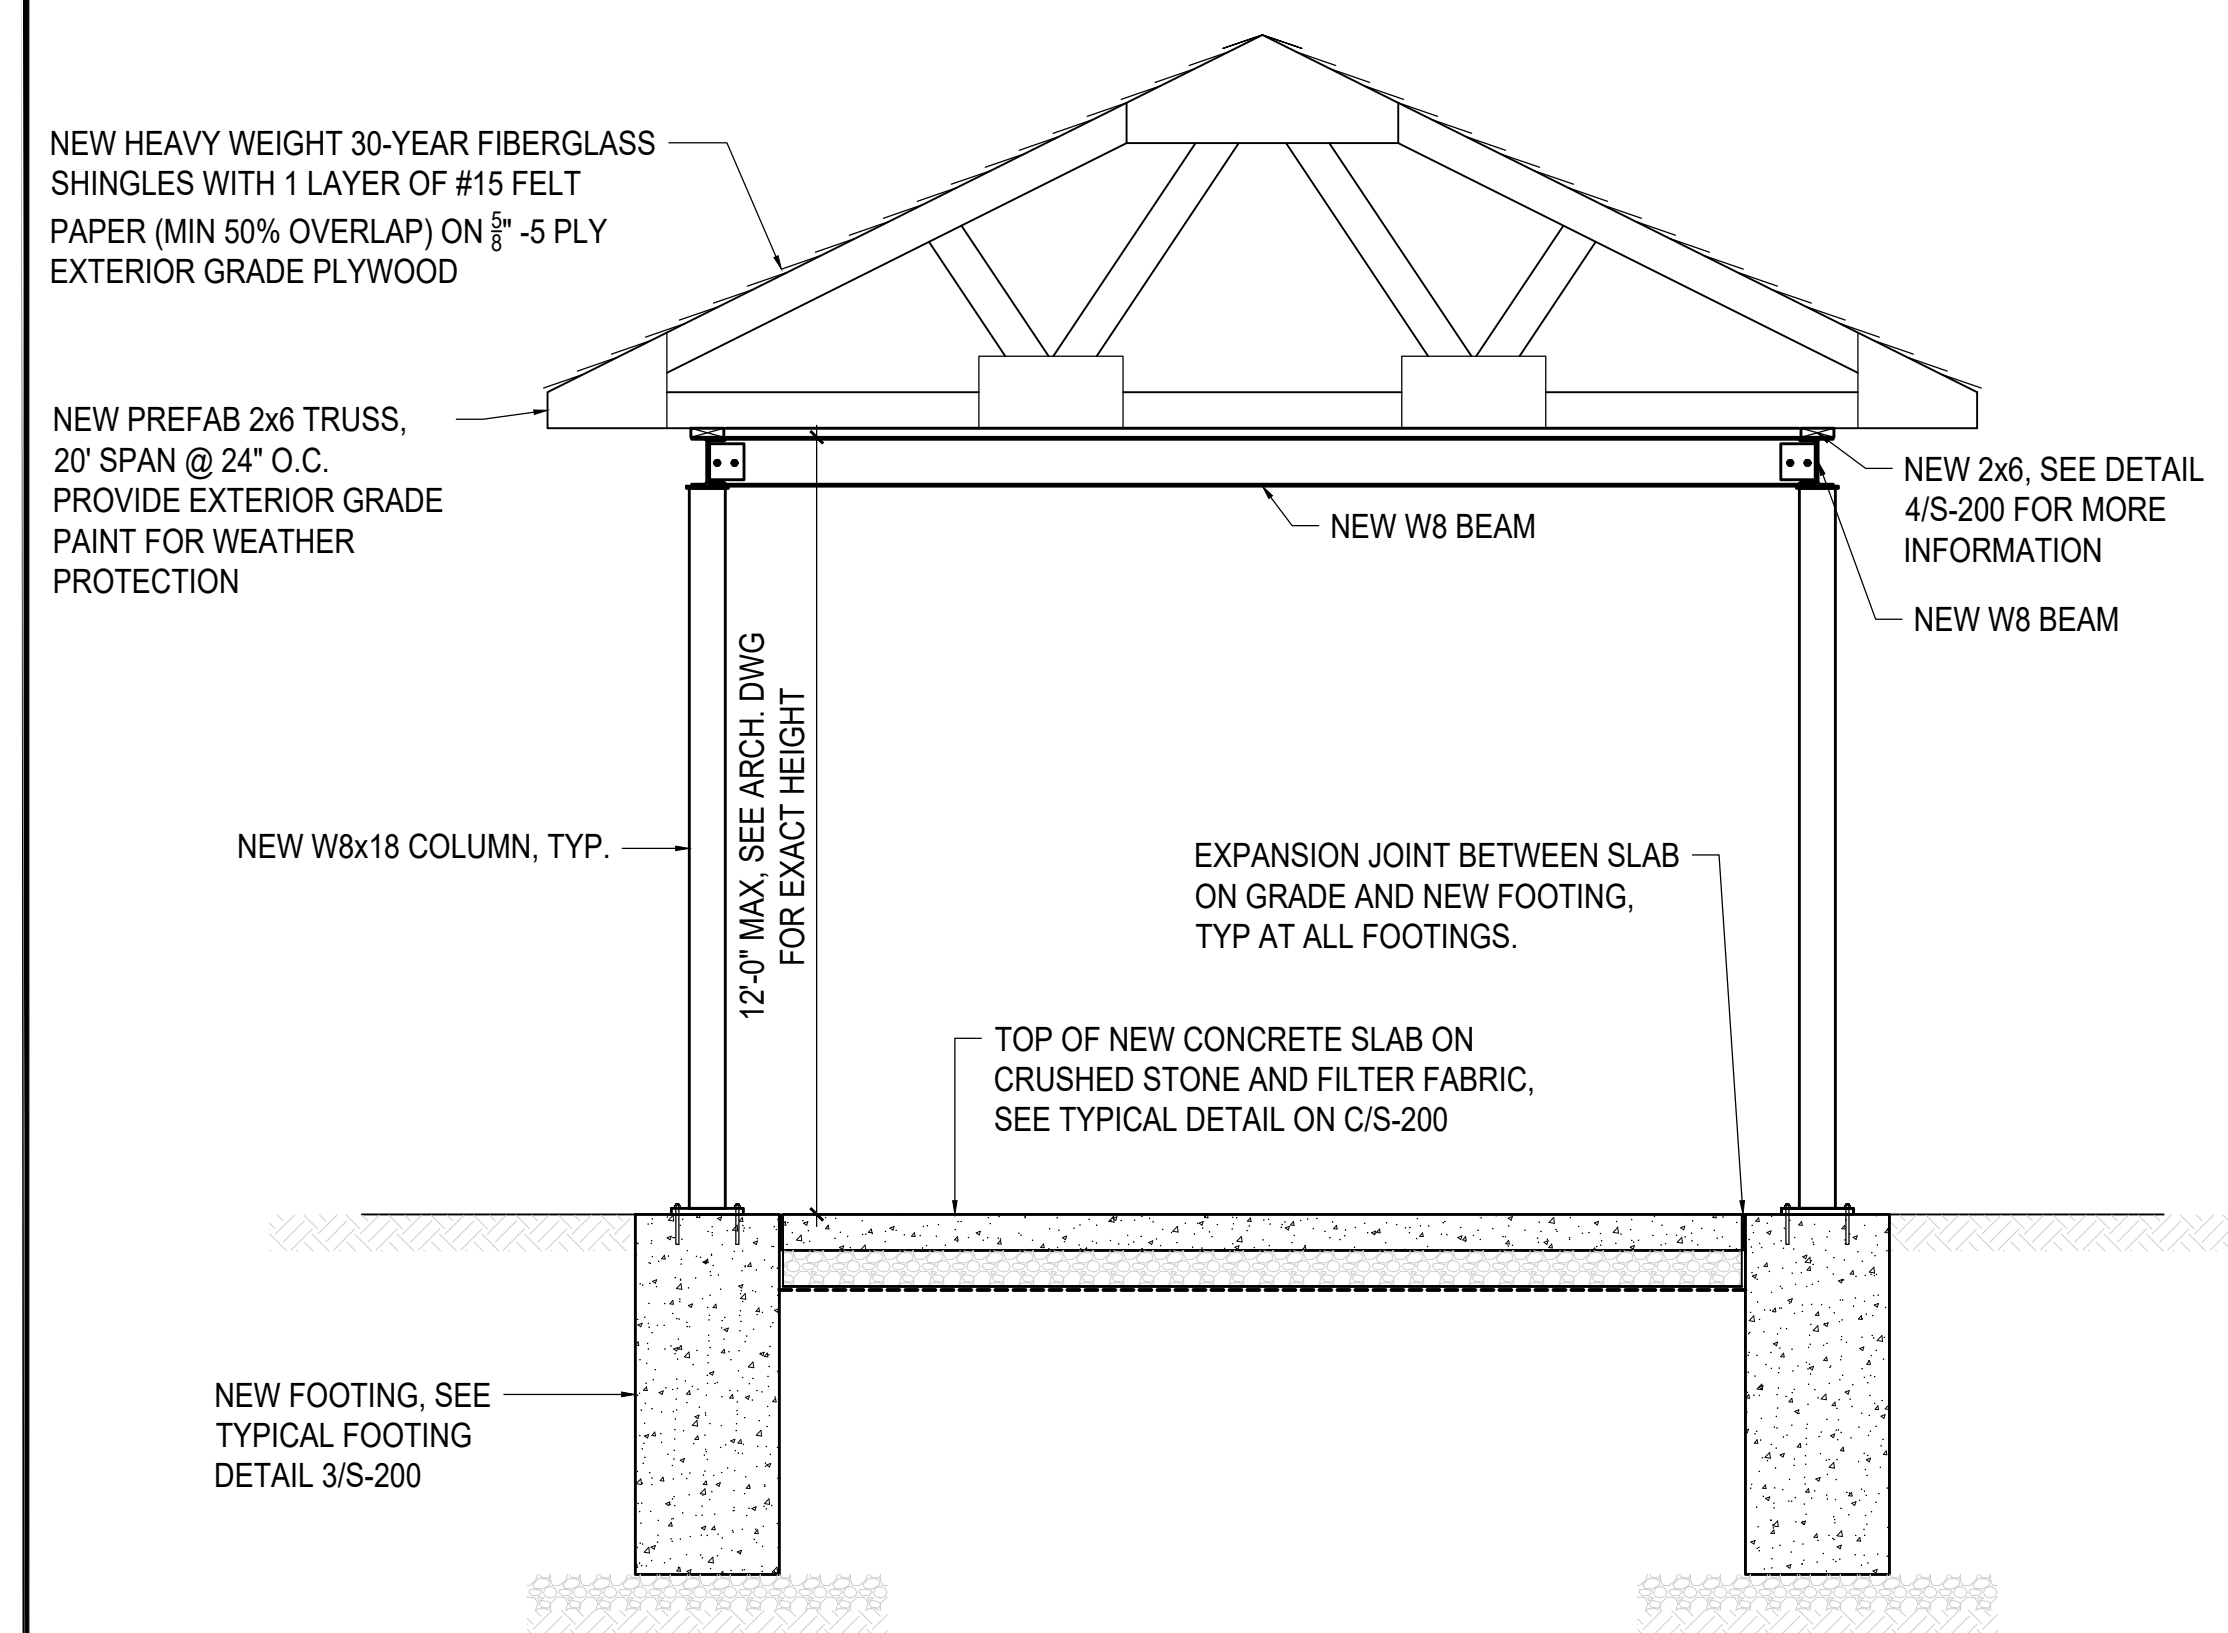 NEW HEAVY WEIGHT 30-YEAR FIBERGLASS
SHINGLES WITH 1 LAYER OF #15 FELT
PAPER (MIN 50% OVERLAP) ON 5/8" -5 PLY
EXTERIOR GRADE PLYWOOD
NEW PREFAB 2x6 TRUSS,
20' SPAN @ 24" O.C.
PROVIDE EXTERIOR GRADE
PAINT FOR WEATHER
PROTECTION
NEW 2x6, SEE DETAIL
4/S-200 FOR MORE
INFORMATION
NEW W8 BEAM
NEW W8 BEAM
12'-0" MAX, SEE ARCH. DWG
FOR EXACT HEIGHT
NEW W8x18 COLUMN, TYP.
EXPANSION JOINT BETWEEN SLAB
ON GRADE AND NEW FOOTING,
TYP AT ALL FOOTINGS.
TOP OF NEW CONCRETE SLAB ON
CRUSHED STONE AND FILTER FABRIC,
SEE TYPICAL DETAIL ON C/S-200
NEW FOOTING, SEE
TYPICAL FOOTING
DETAIL 3/S-200